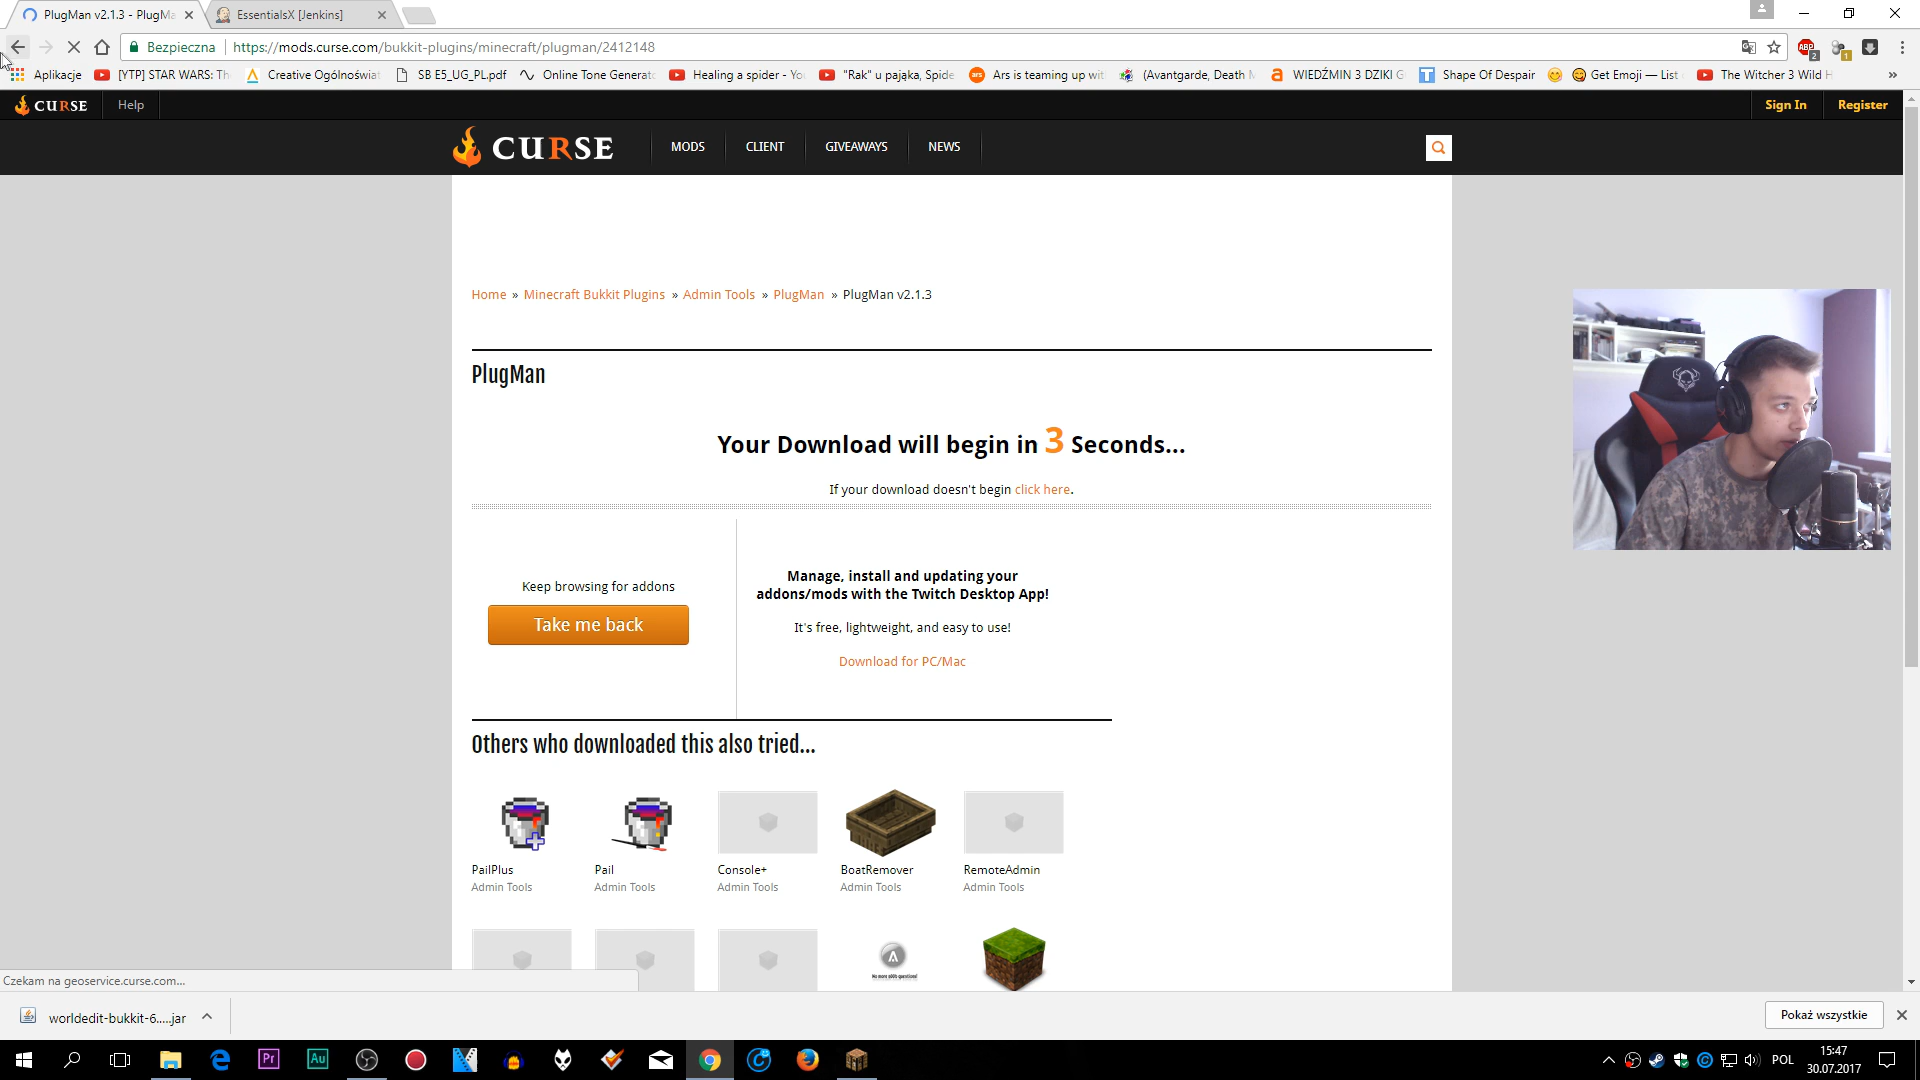 PlugMan v2.1.3 - PlugMa
EssentialsX [Jenkins]
Bezpieczna
https://mods.curse.com/bukkit-plugins/minecraft/plugman/2412148
ABP
2
1
Aplikacje
[YTP] STAR WARS: Th
Creative Ogólnoświat
SB E5_UG_PL.pdf
Online Tone Generato
Healing a spider - Yo
"Rak" u pająka, Spide
Ars is teaming up wit
(Avantgarde, Death M
WIEDŹMIN 3 DZIKI G
Shape Of Despair
Get Emoji — List
The Witcher 3 Wild H
»
CURSE
Help
Sign In
Register
CURSE
MODS
CLIENT
GIVEAWAYS
NEWS
Home » Minecraft Bukkit Plugins » Admin Tools » PlugMan » PlugMan v2.1.3
PlugMan
Your Download will begin in 3 Seconds...
If your download doesn't begin click here.
Keep browsing for addons
Take me back
Manage, install and updating your
addons/mods with the Twitch Desktop App!
It's free, lightweight, and easy to use!
Download for PC/Mac
Others who downloaded this also tried...
PailPlus
Admin Tools
Pail
Admin Tools
Console+
Admin Tools
BoatRemover
Admin Tools
RemoteAdmin
Admin Tools
Czekam na geoservice.curse.com...
worldedit-bukkit-6.....jar
Pokaż wszystkie
Pr
Au
POL
15:47
30.07.2017